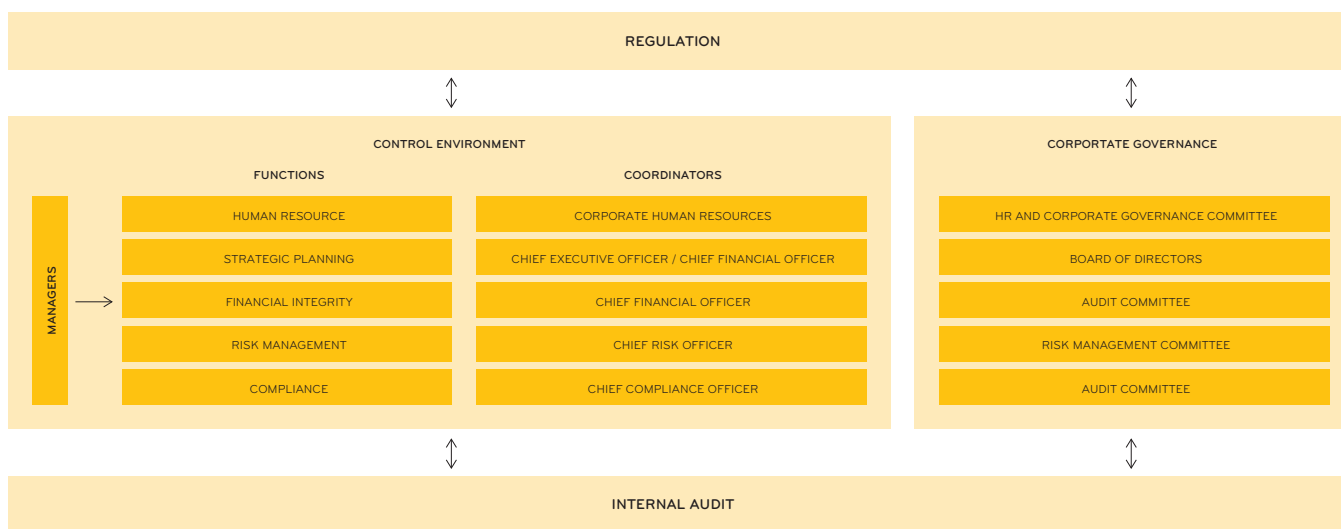 REGULATION
CONTROL ENVIRONMENT
FUNCTIONS
COORDINATORS
MANAGERS
HUMAN RESOURCE
CORPORATE HUMAN RESOURCES
STRATEGIC PLANNING
CHIEF EXECUTIVE OFFICER / CHIEF FINANCIAL OFFICER
FINANCIAL INTEGRITY
CHIEF FINANCIAL OFFICER
RISK MANAGEMENT
CHIEF RISK OFFICER
COMPLIANCE
CHIEF COMPLIANCE OFFICER
CORPORTATE GOVERNANCE
HR AND CORPORATE GOVERNANCE COMMITTEE
BOARD OF DIRECTORS
AUDIT COMMITTEE
RISK MANAGEMENT COMMITTEE
AUDIT COMMITTEE
INTERNAL AUDIT